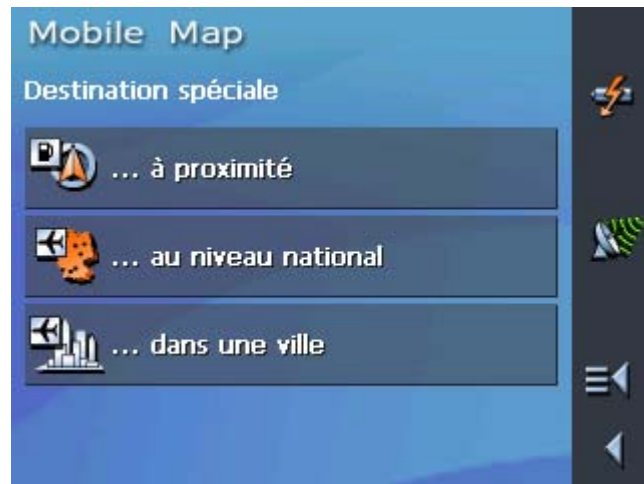 Mobile Map
Destination spéciale
... à proximité
... au niveau national
... dans une ville